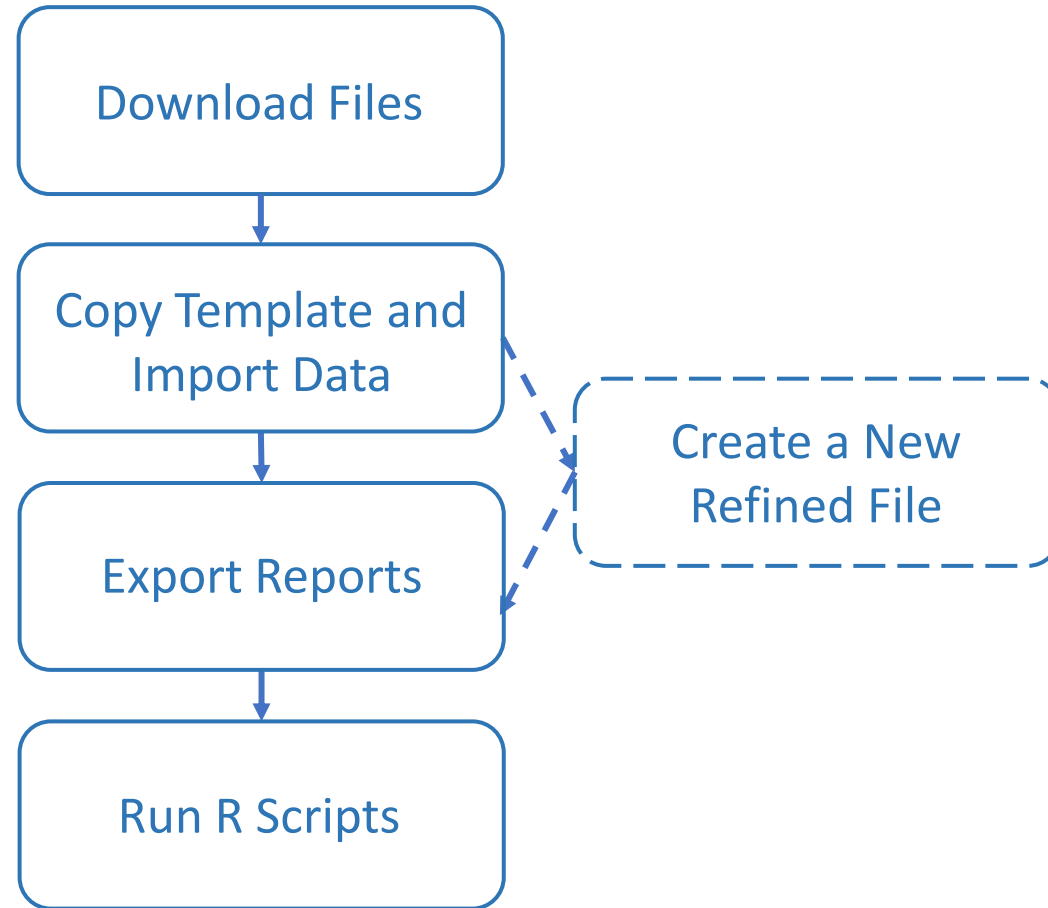 Download Files
Copy Template and
Import Data
Create a New
Refined File
Export Reports
Run R Scripts